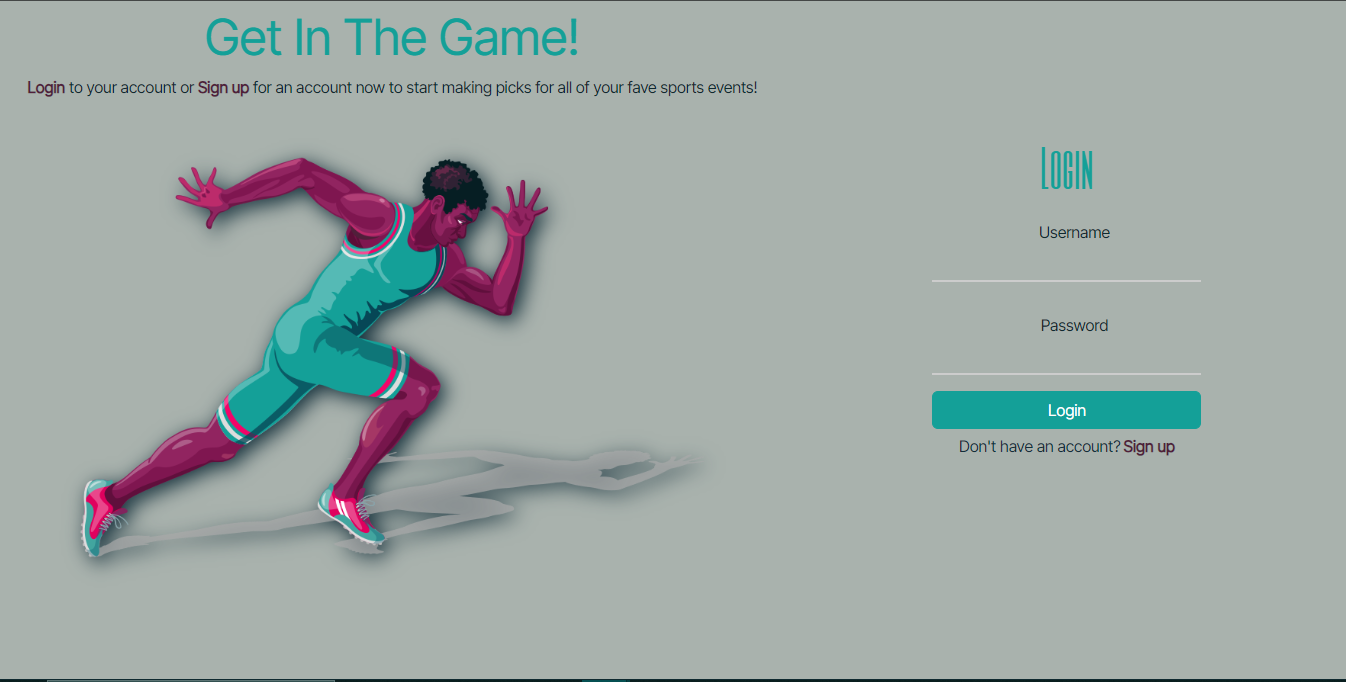 Get In The Game!
Login to your account or Sign up for an account now to start making picks for all of your fave sports events!
Login
Username
Password
Login
Don't have an account? Sign up